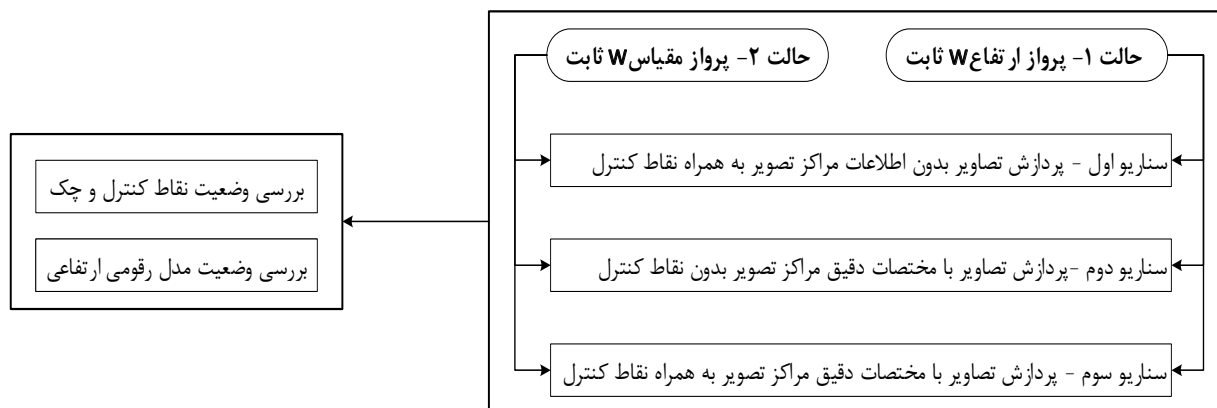 حالت ۱- پرواز ارتفاعW ثابت
حالت ۲- پرواز مقیاسW ثابت
سناریو اول - پردازش تصاویر بدون اطلاعات مراکز تصویر به همراه نقاط کنترل
سناریو دوم -پردازش تصاویر با مختصات دقیق مراکز تصویر بدون نقاط کنترل
سناریو سوم - پردازش تصاویر با مختصات دقیق مراکز تصویر به همراه نقاط کنترل
بررسی وضعیت نقاط کنترل و چک
بررسی وضعیت مدل رقومی ارتفاعی